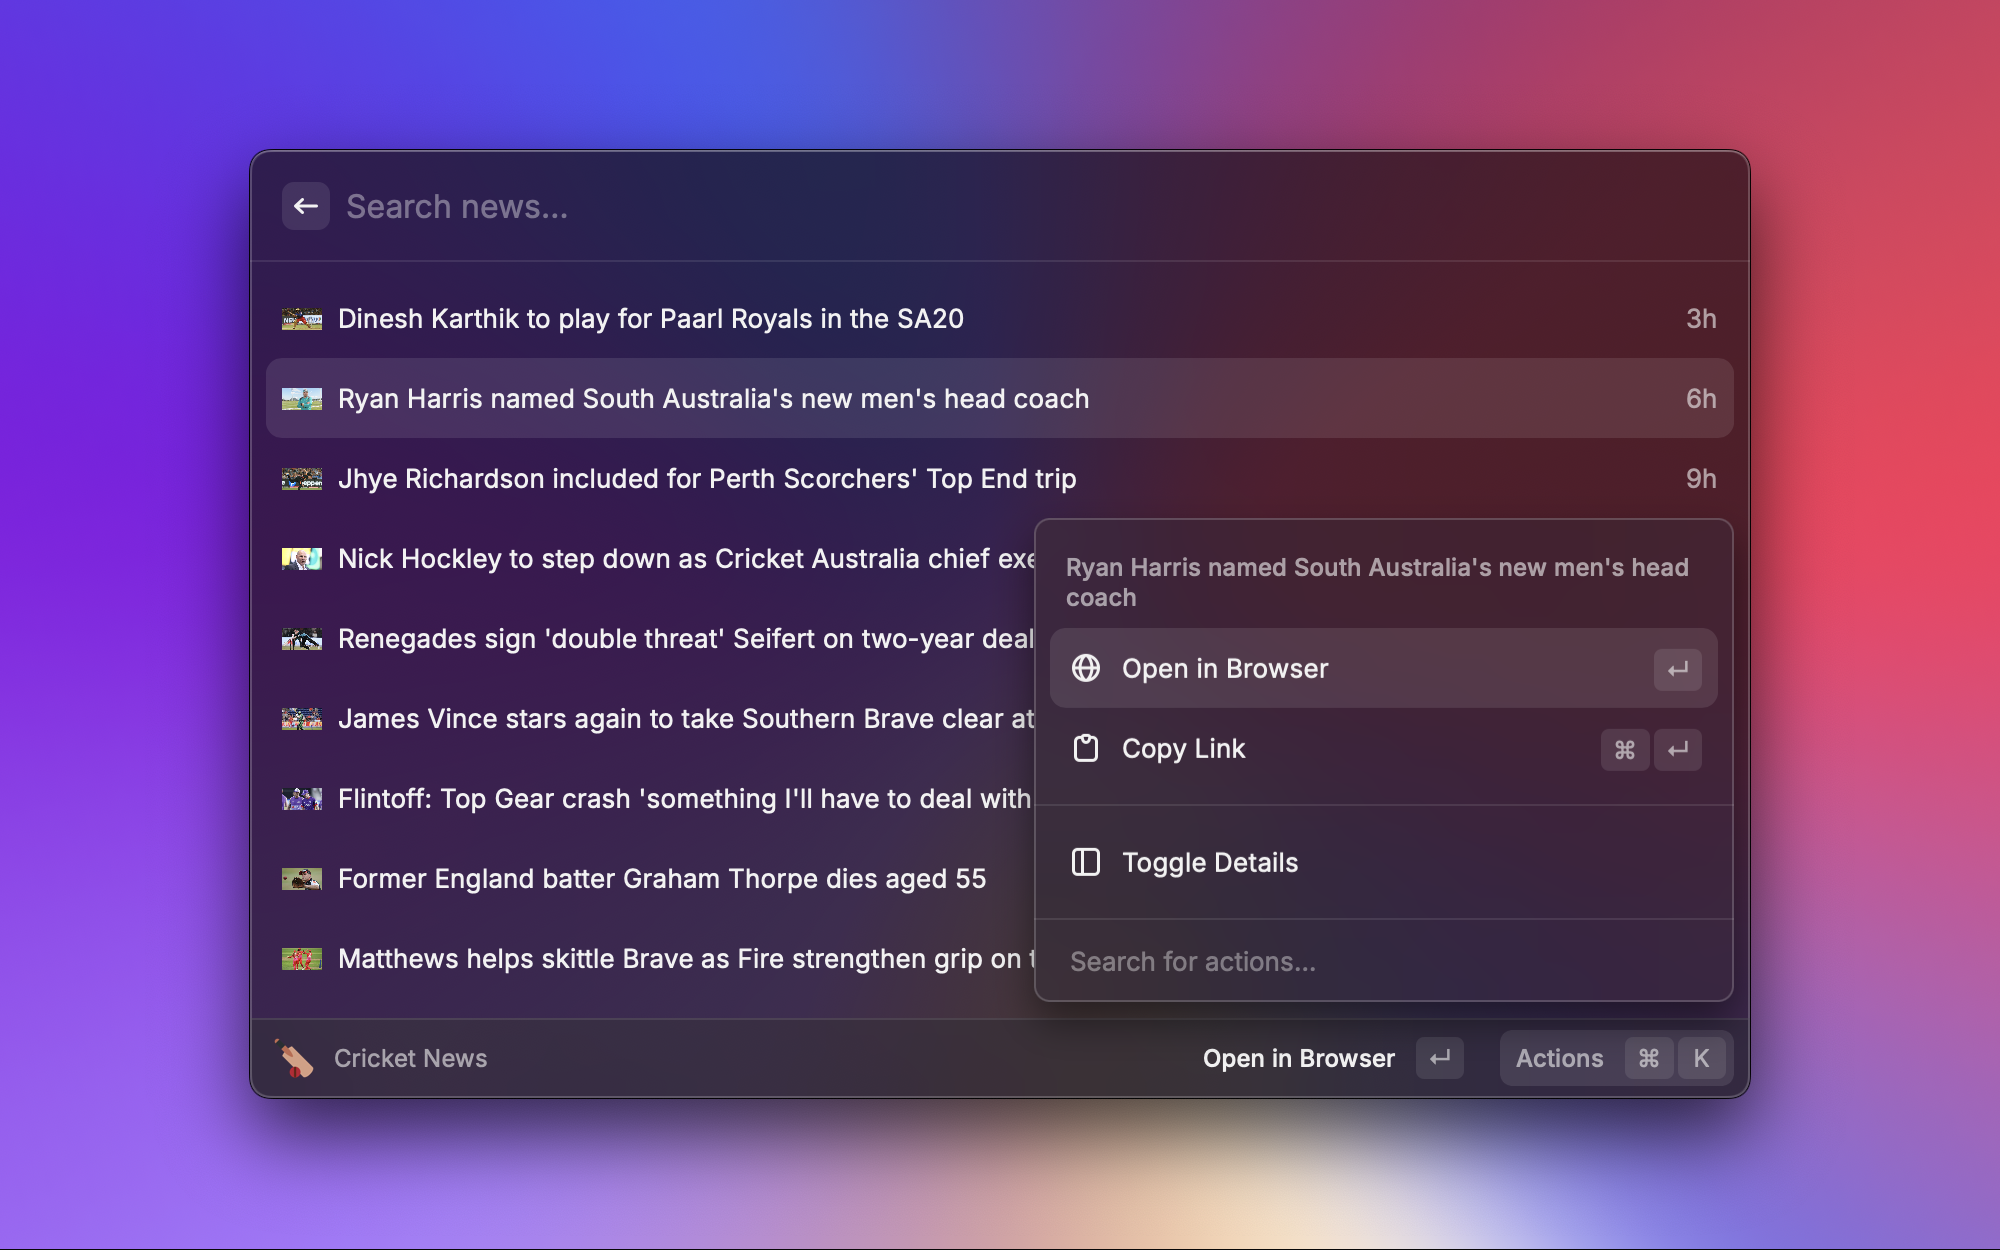 Search news...
Dinesh Karthik to play for Paarl Royals in the SA20 3h
Ryan Harris named South Australia's new men's head coach 6h
Jhye Richardson included for Perth Scorchers' Top End trip 9h
Nick Hockley to step down as Cricket Australia chief
Renegades sign 'double threat' Seifert on two-year deal
James Vince stars again to take Southern Brave clear at
Flintoff: Top Gear crash 'something I'll have to deal with
Former England batter Graham Thorpe dies aged 55
Matthews helps skittle Brave as Fire strengthen grip on
Ryan Harris named South Australia's new men's head
coach
Open in Browser ↵
Copy Link ⌘ ↵
Toggle Details
Search for actions...
Cricket News Open in Browser ↵ Actions ⌘ K